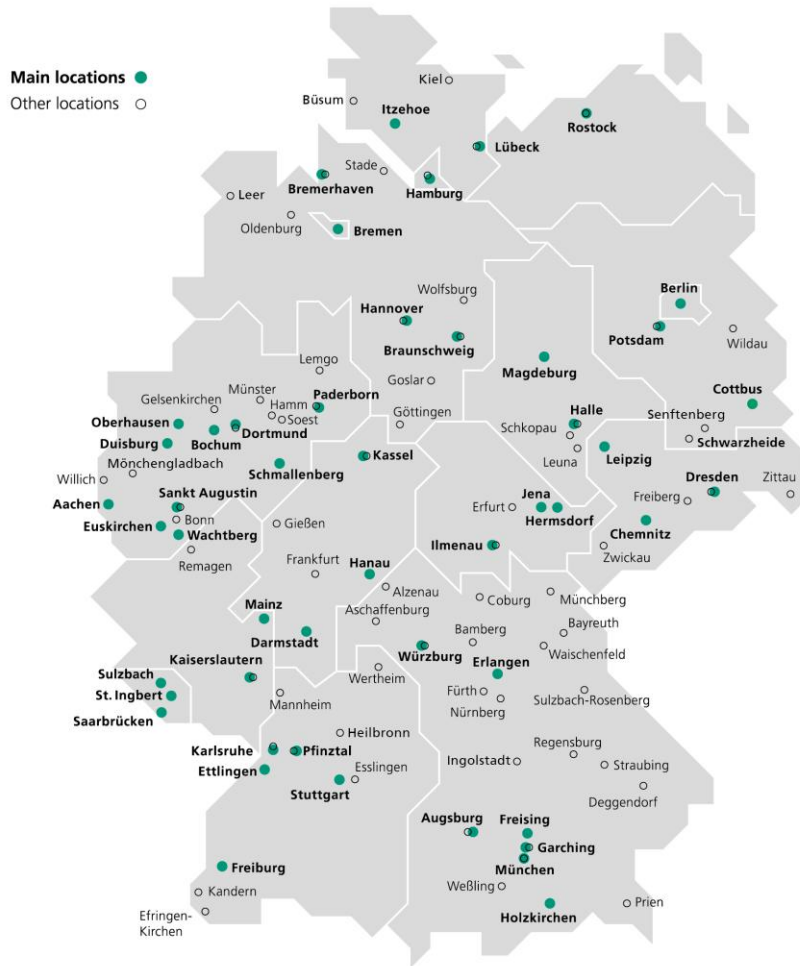 Main locations
Other locations
Kiel
Büsum
Itzehoe
Rostock
Lübeck
Stade
Bremerhaven
Hamburg
Leer
Oldenburg
Bremen
Wolfsburg
Berlin
Hannover
Potsdam
Wildau
Braunschweig
Magdeburg
Lemgo
Goslar
Münster
Paderborn
Cottbus
Gelsenkirchen
Hamm
Göttingen
Halle
Senftenberg
Oberhausen
Soest
Schkopau
Dortmund
Bochum
Duisburg
Schwarzheide
Leipzig
Leuna
Kassel
Mönchengladbach
Schmallenberg
Willich
Dresden
Zittau
Jena
Freiberg
Sankt Augustin
Aachen
Erfurt
Hermsdorf
Bonn
Gießen
Chemnitz
Euskirchen
Wachtberg
Ilmenau
Remagen
Zwickau
Frankfurt
Hanau
Alzenau
Coburg
Münchberg
Mainz
Aschaffenburg
Bayreuth
Bamberg
Darmstadt
Würzburg
Waischenfeld
Kaiserslautern
Erlangen
Sulzbach
Wertheim
St. Ingbert
Fürth
Mannheim
Sulzbach-Rosenberg
Nürnberg
Saarbrücken
Heilbronn
Karlsruhe
Pfinztal
Regensburg
Ingolstadt
Straubing
Ettlingen
Esslingen
Stuttgart
Deggendorf
Augsburg
Freising
Garching
Freiburg
München
Weßling
Kandern
Prien
Holzkirchen
Efringen-
Kirchen